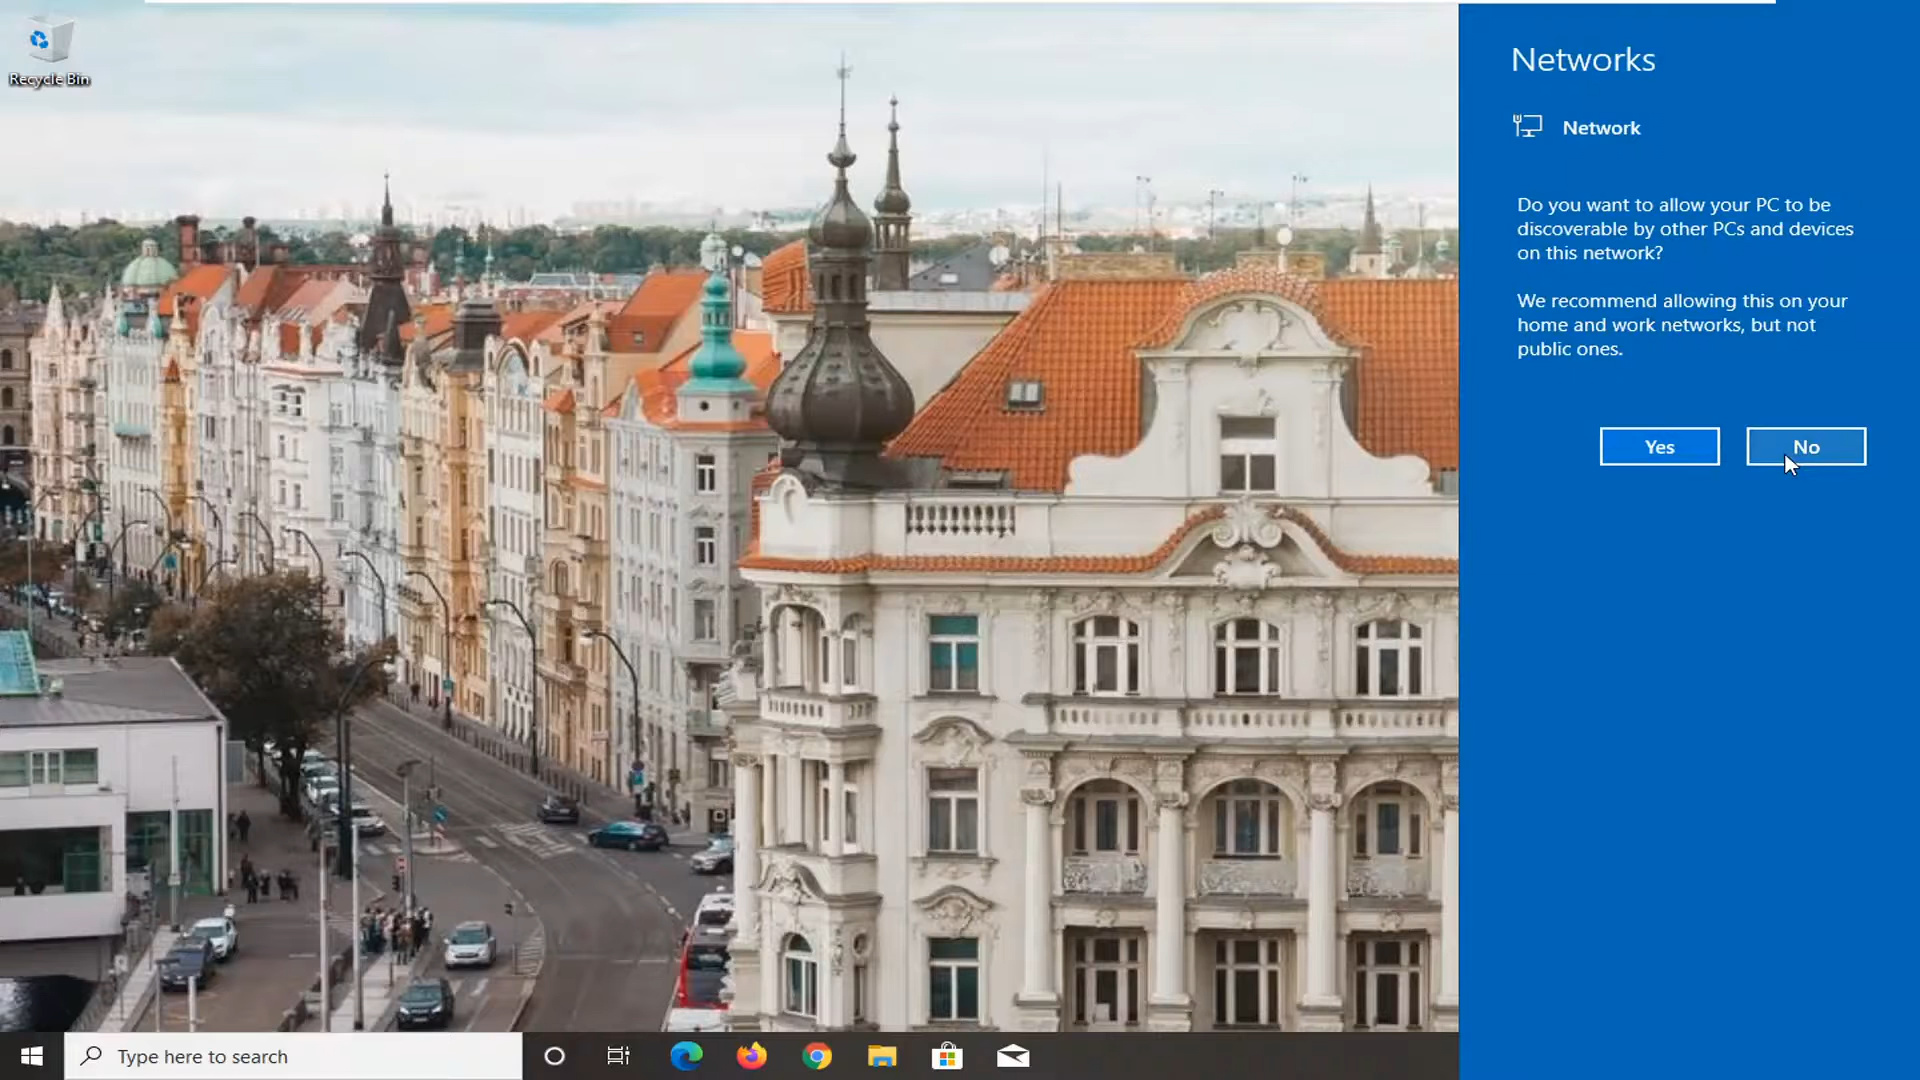 Recycle Bin
Networks
Network
Do you want to allow your PC to be
discoverable by other PCs and devices
on this network?
We recommend allowing this on your
home and work networks, but not
public ones.
Yes
No
Type here to search